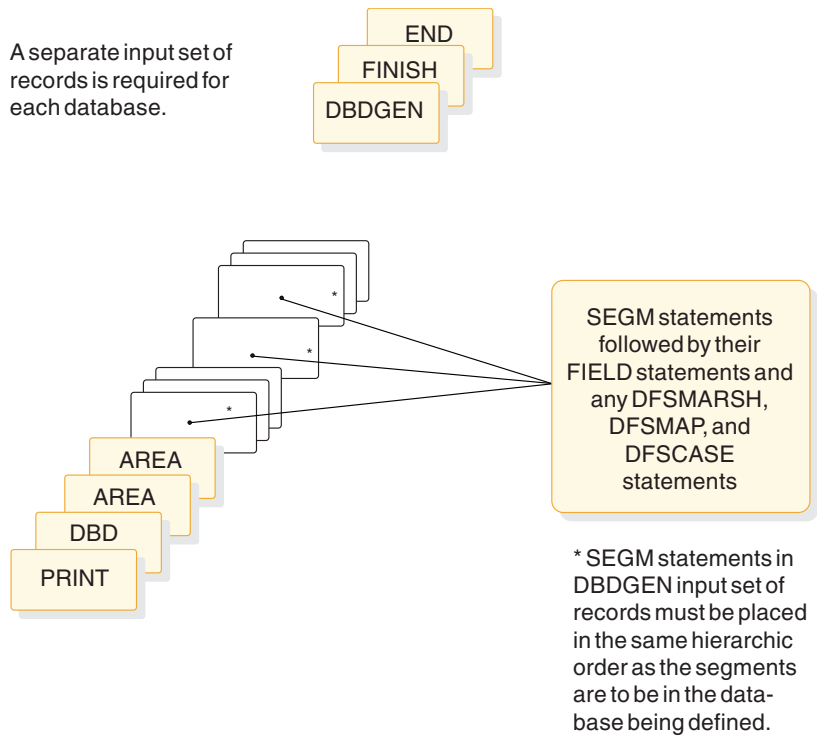 A separate input set of
records is required for
each database.
END
FINISH
DBDGEN
*
*
*
SEGM statements
followed by their
FIELD statements and
any DFSMARSH,
DFSMAP, and
DFSCASE
statements
AREA
AREA
DBD
PRINT
* SEGM statements in
DBDGEN input set of
records must be placed
in the same hierarchic
order as the segments
are to be in the data-
base being defined.